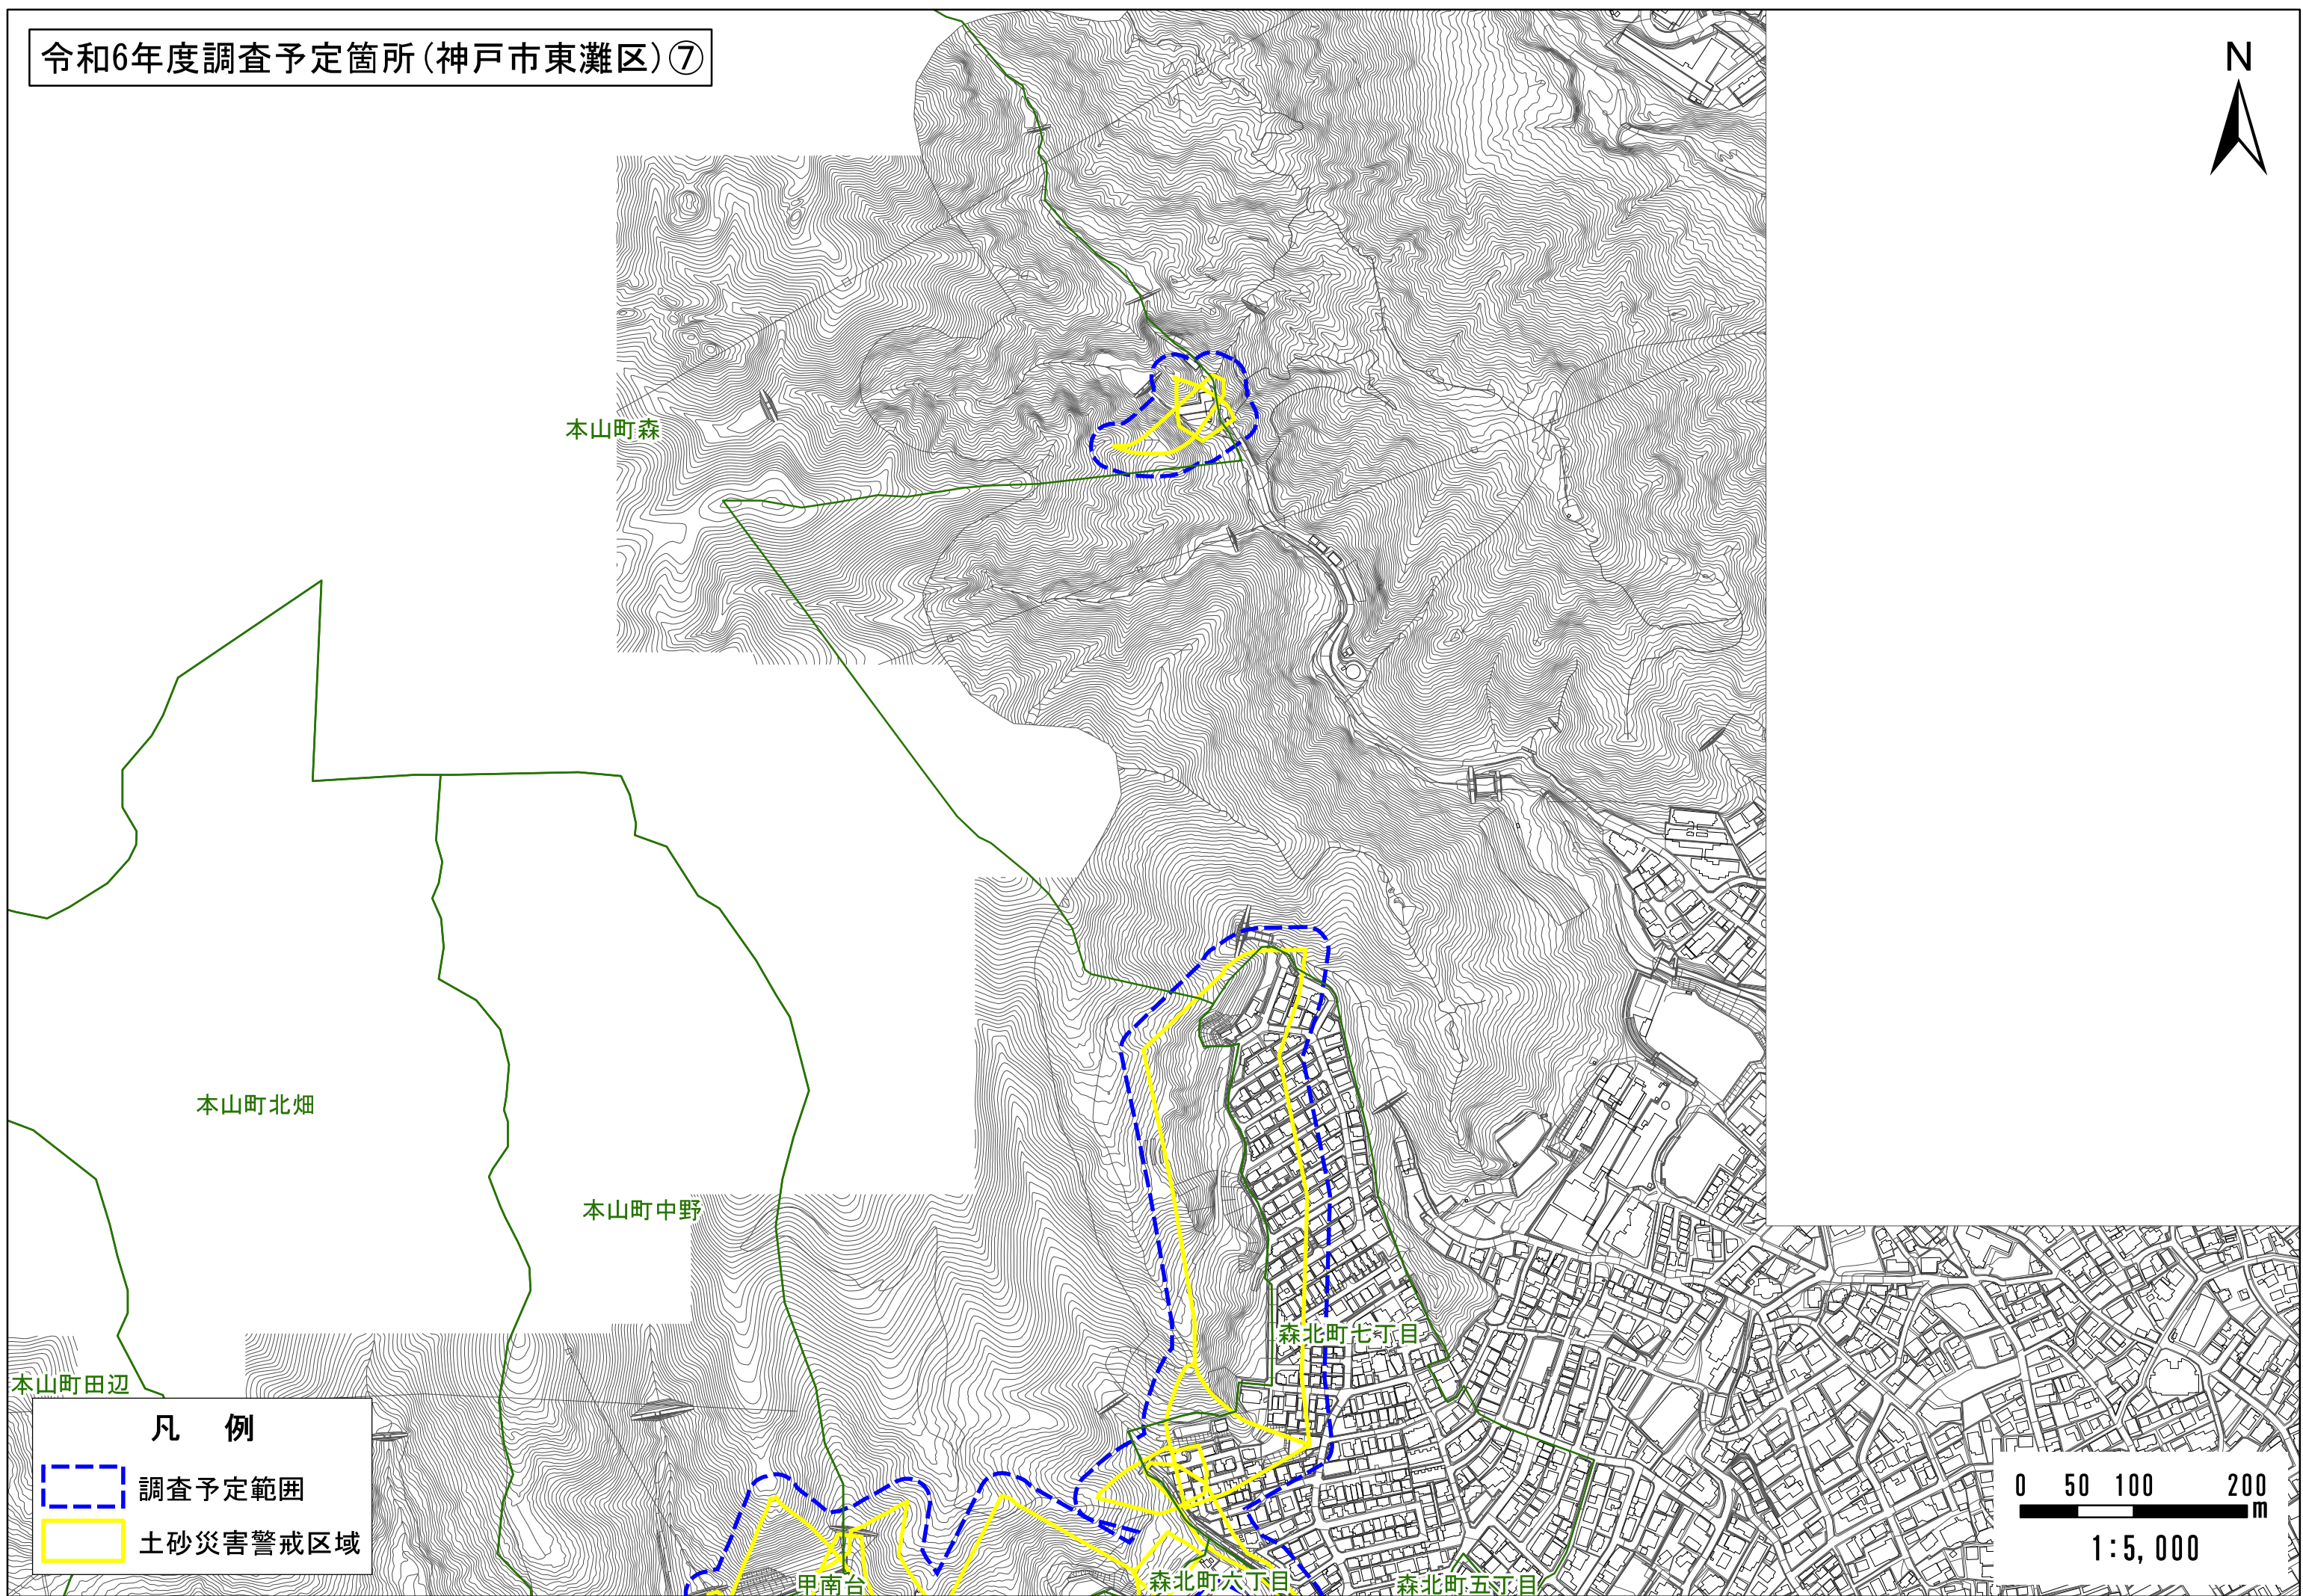 令和6年度調査予定箇所(神戸市東灘区)⑦
N
本山町森
本山町北畑
本山町中野
森北町七丁目
本山町田辺
凡 例
調査予定範囲
土砂災害警戒区域
甲南台
森北町六丁目
森北町五丁目
0 50 100 200
m
1:5,000